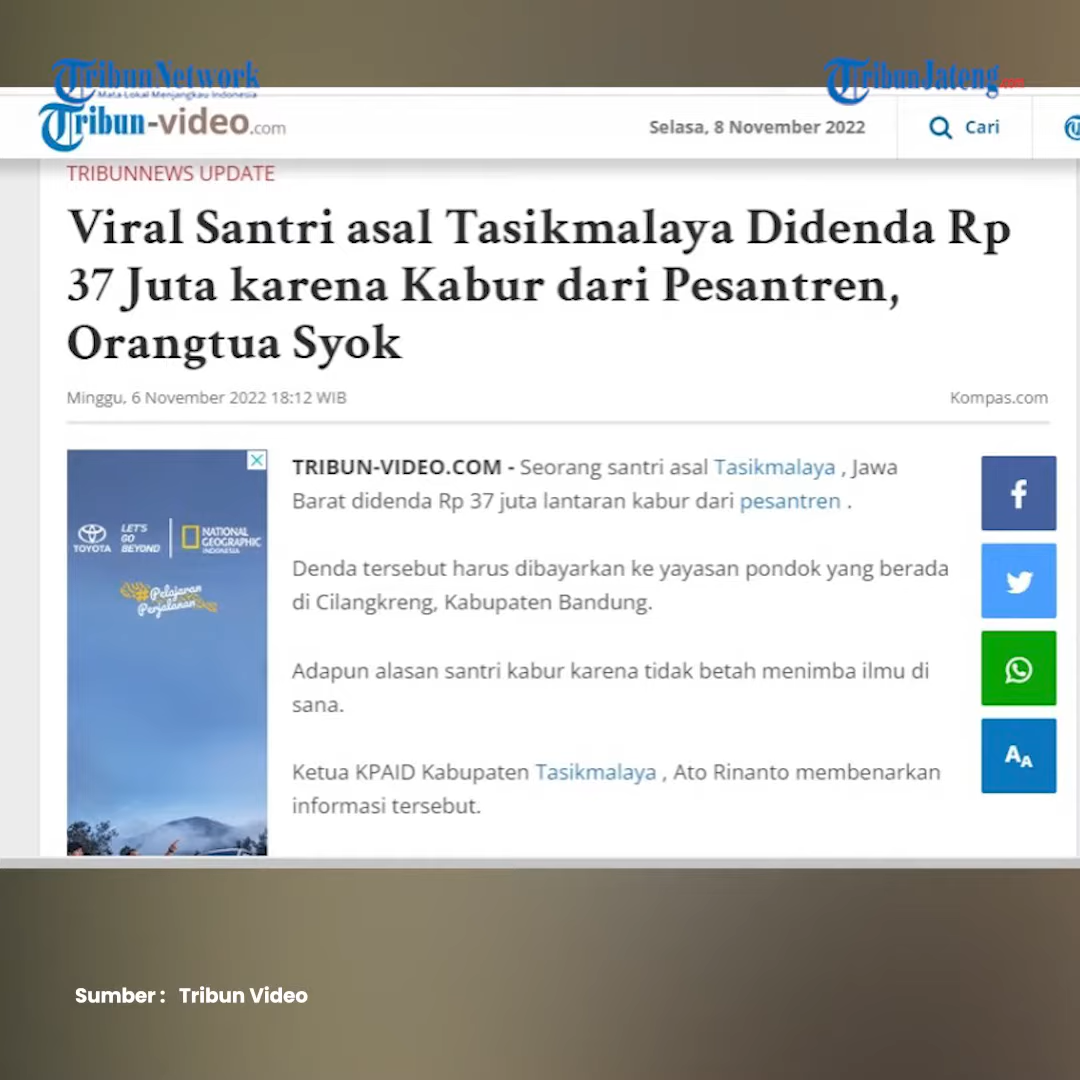 TribunNetwork
Mata Lokal Menjangkau Indonesia
TribunJateng.com
Tribun-video.com
Selasa, 8 November 2022
Cari
TRIBUNNEWS UPDATE
Viral Santri asal Tasikmalaya Didenda Rp
37 Juta karena Kabur dari Pesantren,
Orangtua Syok
Minggu, 6 November 2022 18:12 WIB
Kompas.com
TOYOTA
LET'S
GO
BEYOND
NATIONAL
GEOGRAPHIC
INDONESIA
#Pelajaran
Perjalanan
TRIBUN-VIDEO.COM - Seorang santri asal Tasikmalaya , Jawa
Barat didenda Rp 37 juta lantaran kabur dari pesantren .
Denda tersebut harus dibayarkan ke yayasan pondok yang berada
di Cilangkreng, Kabupaten Bandung.
Adapun alasan santri kabur karena tidak betah menimba ilmu di
sana.
Ketua KPAID Kabupaten Tasikmalaya , Ato Rinanto membenarkan
informasi tersebut.
AA
Sumber : Tribun Video